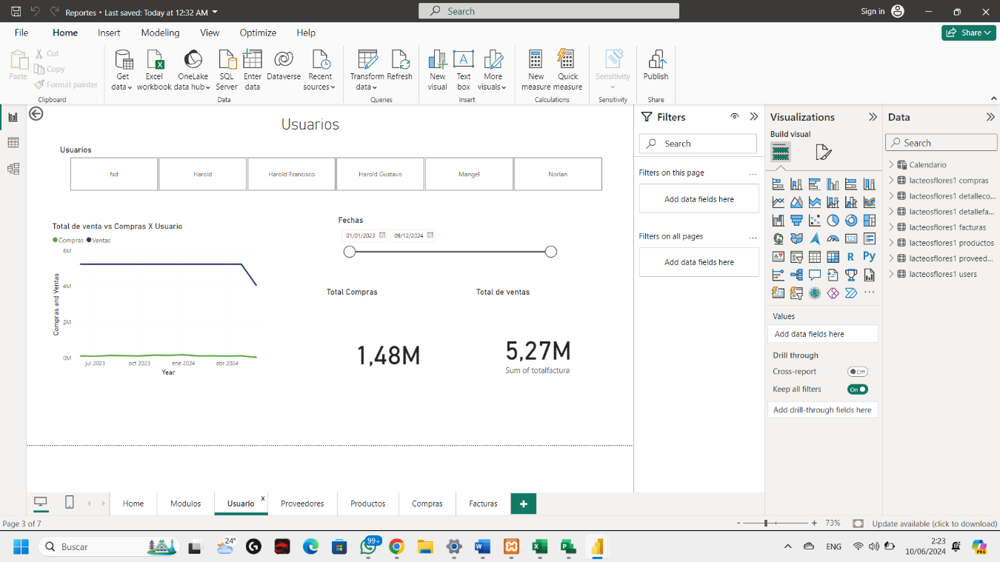 Reportes • Last saved: Today at 12:32 AM
Search
Sign in
File Home Insert Modeling View Optimize Help
Share
Paste
Cut
Copy
Format painter
Clipboard
Get data
Excel workbook
OneLake data hub
SQL Server
Enter data
Dataverse
Recent sources
Data
Transform data
Refresh
Queries
New visual
Text box
More visuals
Insert
New measure
Quick measure
Calculations
Sensitivity
Sensitivity
Publish
Share
Usuarios
Usuarios
fsd
Harold
Harold Francisco
Harold Gustavo
Mangel
Norlan
Total de venta vs Compras X Usuario
Compras Ventas
6M
4M
2M
0M
Compras and Ventas
jul 2023 oct 2023 ene 2024 abr 2024
Year
Fechas
01/01/2023 09/12/2024
Total Compras
1,48M
Total de ventas
5,27M
Sum of totalfactura
Filters
Search
Filters on this page ...
Add data fields here
Filters on all pages ...
Add data fields here
Visualizations
Build visual
123
R
Py
123
...
Values
Add data fields here
Drill through
Cross-report Off
Keep all filters On
Add drill-through fields here
Data
Search
Calendario
lacteosflores1 compras
lacteosflores1 detalleco...
lacteosflores1 detallefa...
lacteosflores1 facturas
lacteosflores1 productos
lacteosflores1 proveed...
lacteosflores1 users
Home
Modulos
Usuario x
Proveedores
Productos
Compras
Facturas
+
Page 3 of 7
- + 73%
Update available (click to download)
Buscar
24°
99+
ENG
2:23
10/06/2024
PRE